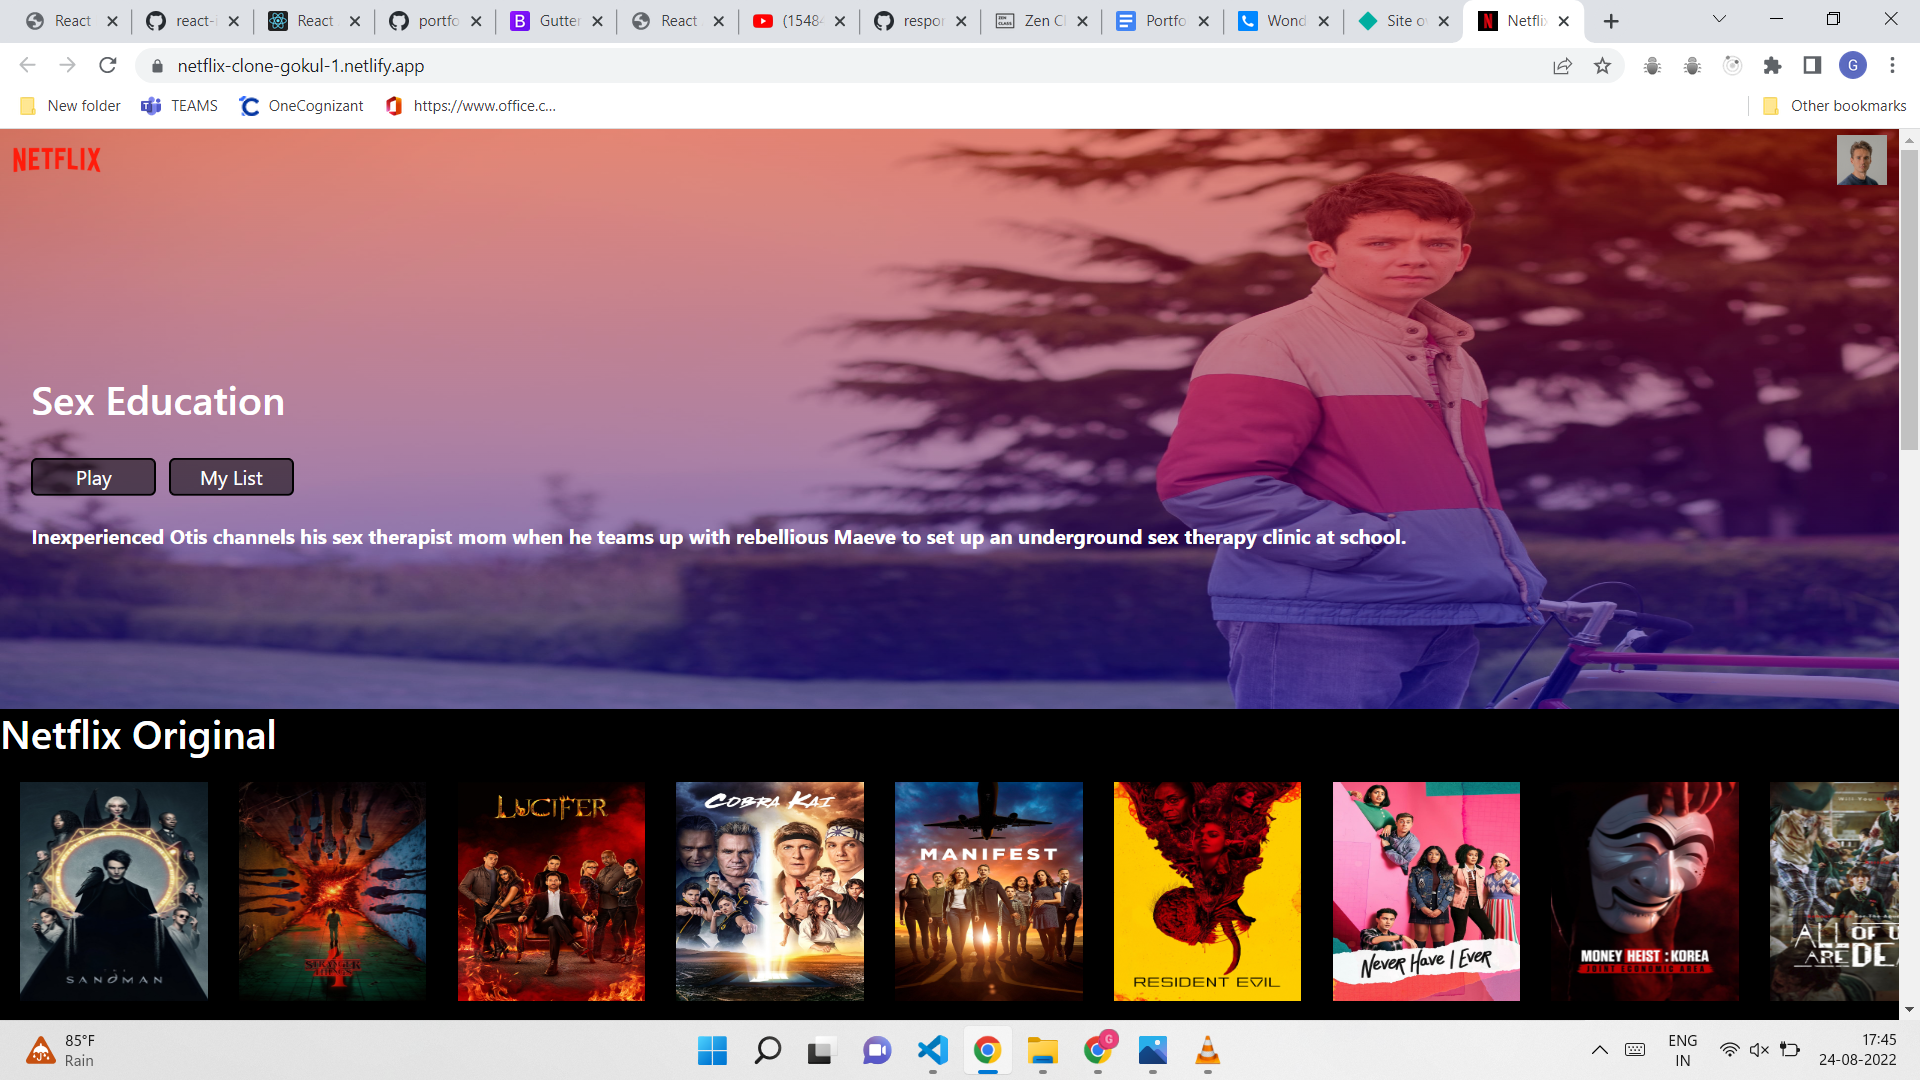 React
react-i
React
portfo
Gutter
React
(1548
respor
Zen Cl
Portfo
Wond
Site o
Netflix
netflix-clone-gokul-1.netlify.app
G
New folder
TEAMS
OneCognizant
https://www.office.c...
Other bookmarks
NETFLIX
Sex Education
Play
My List
Inexperienced Otis channels his sex therapist mom when he teams up with rebellious Maeve to set up an underground sex therapy clinic at school.
Netflix Original
THE SANDMAN
STRANGER THINGS 4
LUCIFER
COBRA KAI
MANIFEST
RESIDENT EVIL
Never Have I Ever
MONEY HEIST : KOREA
JOINT ECONOMIC AREA
ALL OF U
ARE DE
85°F
Rain
G
ENG
IN
17:45
24-08-2022